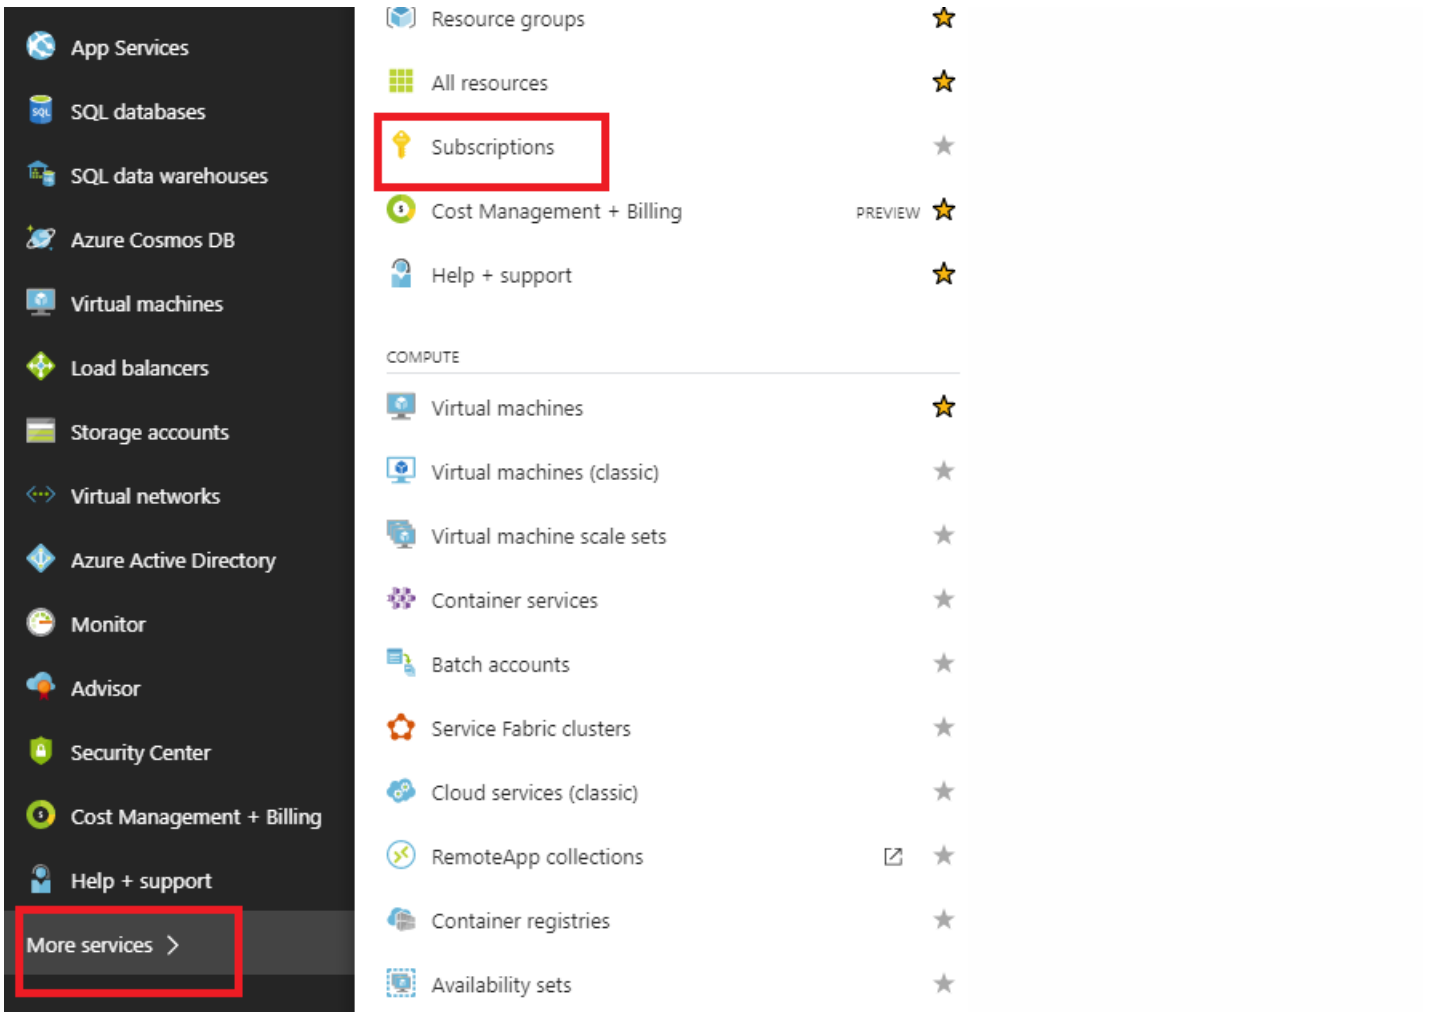 App Services
SQL databases
SQL data warehouses
Azure Cosmos DB
Virtual machines
Load balancers
Storage accounts
Virtual networks
Azure Active Directory
Monitor
Advisor
Security Center
Cost Management + Billing
Help + support
More services
Resource groups
All resources
Subscriptions
Cost Management + Billing PREVIEW
Help + support
COMPUTE
Virtual machines
Virtual machines (classic)
Virtual machine scale sets
Container services
Batch accounts
Service Fabric clusters
Cloud services (classic)
RemoteApp collections
Container registries
Availability sets